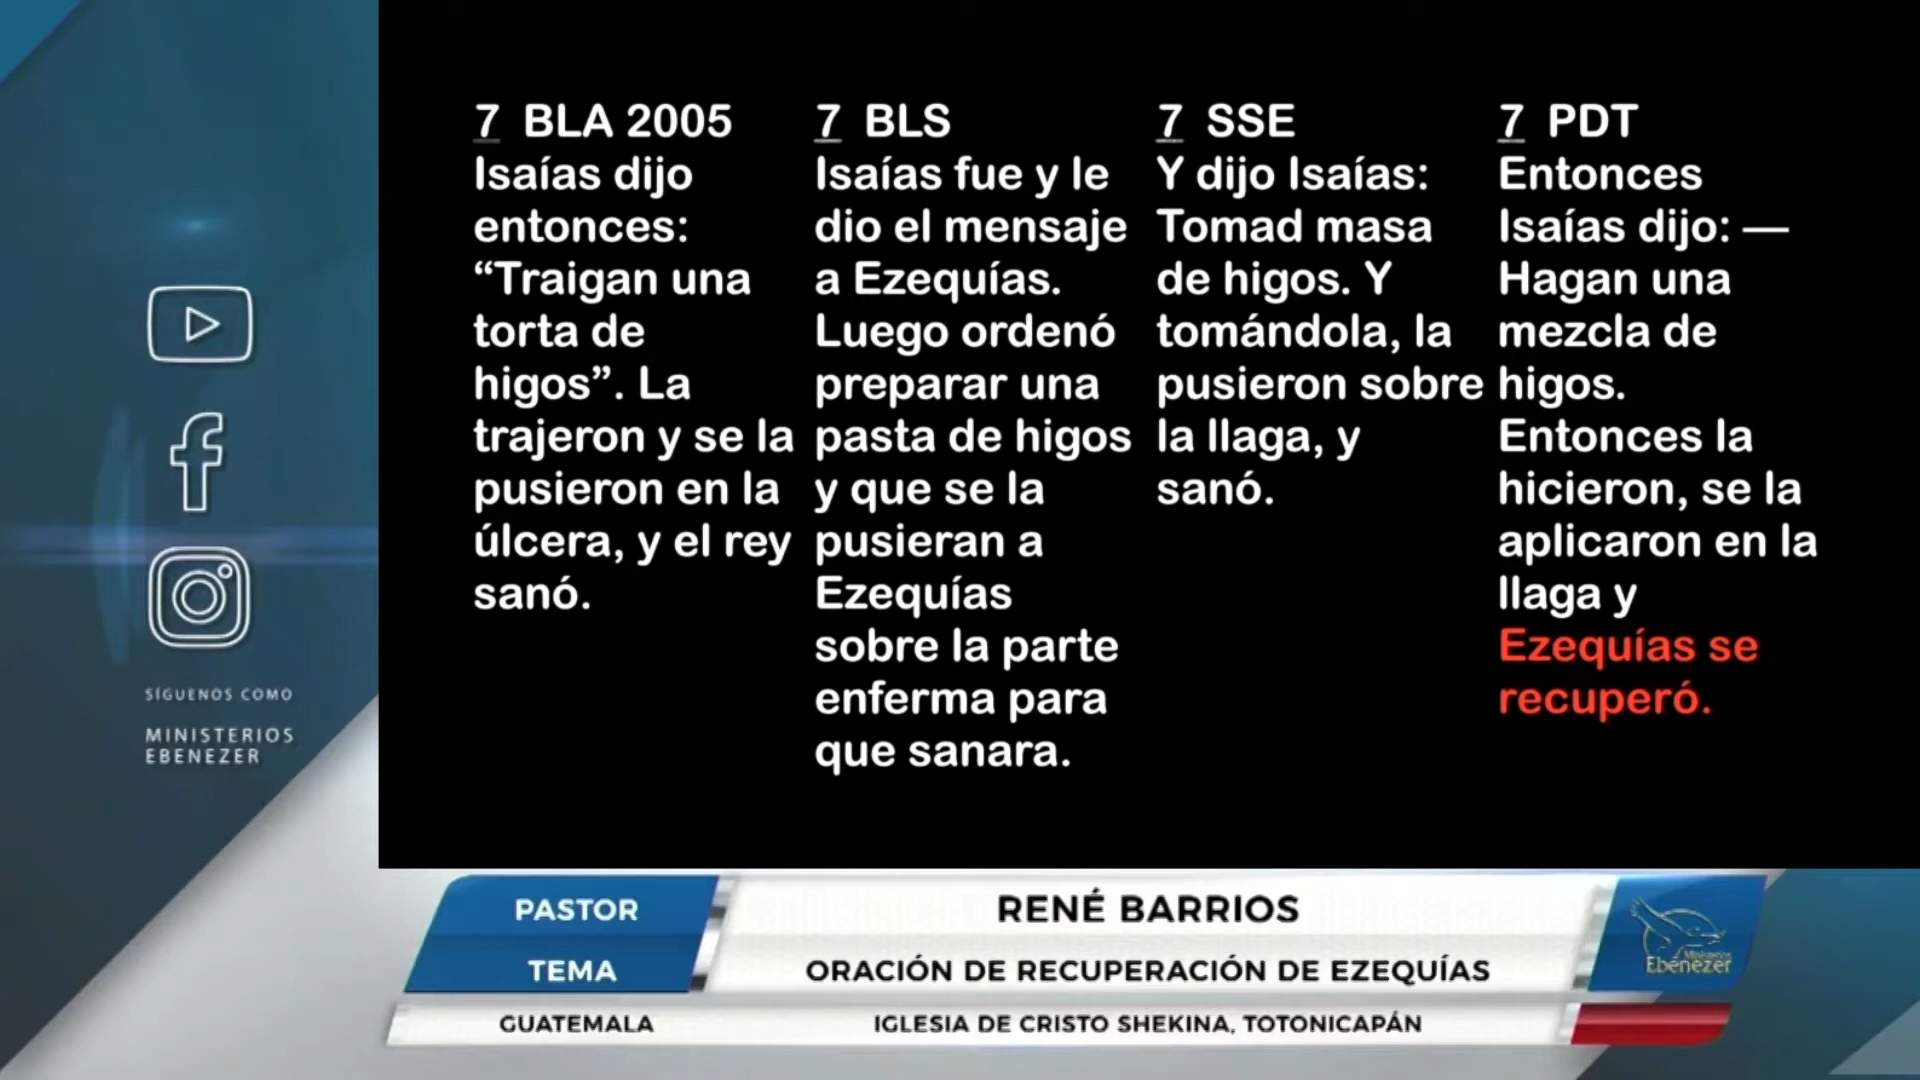 7 BLA 2005
Isaías dijo
entonces:
“Traigan una
torta de
higos”. La
trajeron y se la
pusieron en la
úlcera, y el rey
sanó.
7 BLS
Isaías fue y le
dio el mensaje
a Ezequías.
Luego ordenó
preparar una
pasta de higos
y que se la
pusieran a
Ezequías
sobre la parte
enferma para
que sanara.
7 SSE
Y dijo Isaías:
Tomad masa
de higos. Y
tomándola, la
pusieron sobre
la llaga, y
sanó.
7 PDT
Entonces
Isaías dijo: —
Hagan una
mezcla de
higos.
Entonces la
hicieron, se la
aplicaron en la
llaga y
Ezequías se
recuperó.
SÍGUENOS COMO
MINISTERIOS
EBENEZER
PASTOR
RENÉ BARRIOS
TEMA
ORACIÓN DE RECUPERACIÓN DE EZEQUÍAS
GUATEMALA
IGLESIA DE CRISTO SHEKINA, TOTONICAPÁN
Ministerios
Ebenezer